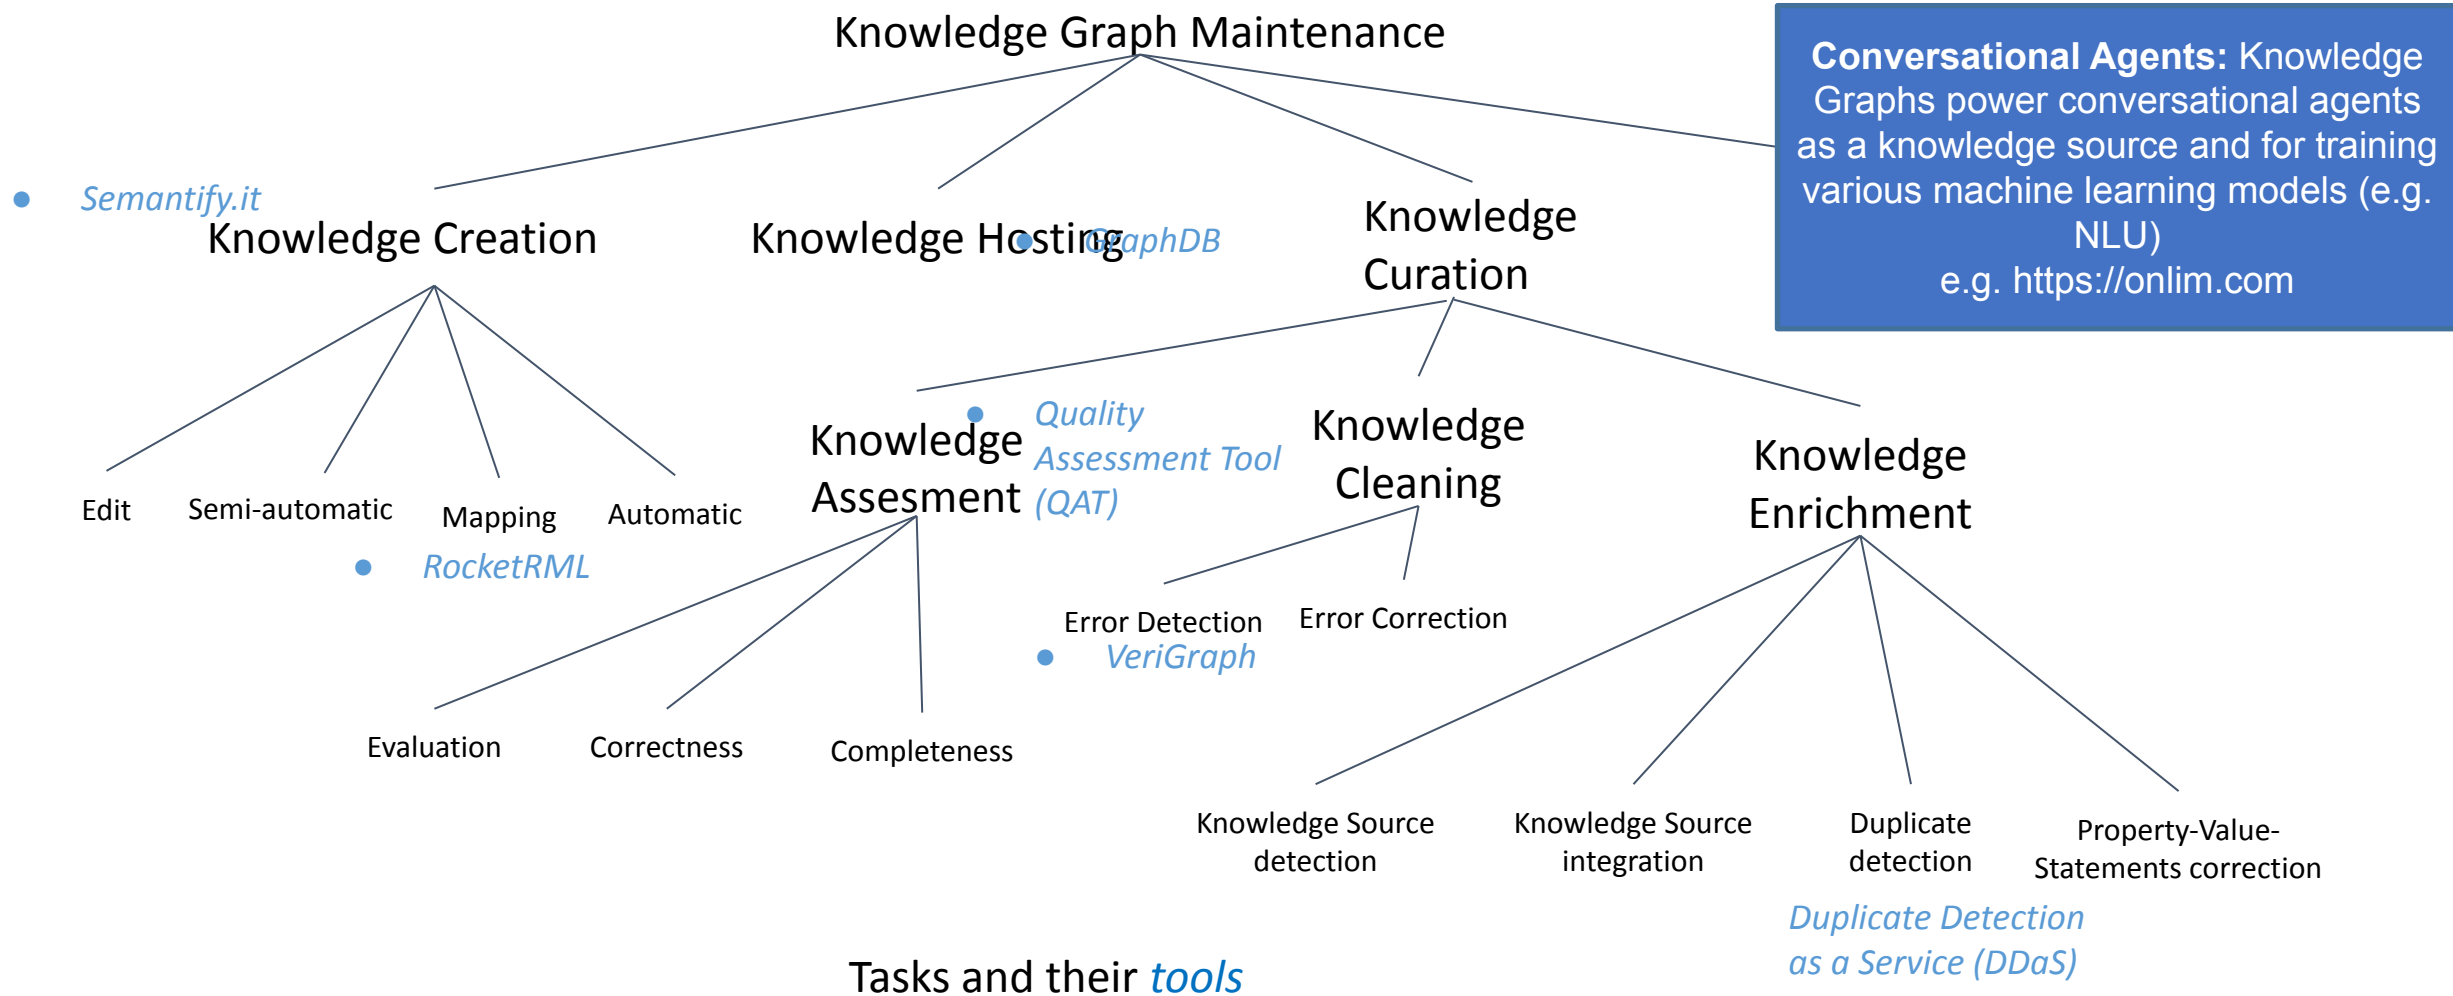 Knowledge Graph Maintenance
Conversational Agents: Knowledge
Graphs power conversational agents
as a knowledge source and for training
various machine learning models (e.g.
NLU)
e.g. https://onlim.com
• Semantify.it
Knowledge Creation
Knowledge Hosting
• GraphDB
Knowledge
Curation
Knowledge
Assesment
• Quality
Assessment Tool
(QAT)
Knowledge
Cleaning
Knowledge
Enrichment
Edit
Semi-automatic
Mapping
Automatic
• RocketRML
Error Detection
Error Correction
• VeriGraph
Evaluation
Correctness
Completeness
Knowledge Source
detection
Knowledge Source
integration
Duplicate
detection
Property-Value-
Statements correction
Duplicate Detection
as a Service (DDaS)
Tasks and their tools